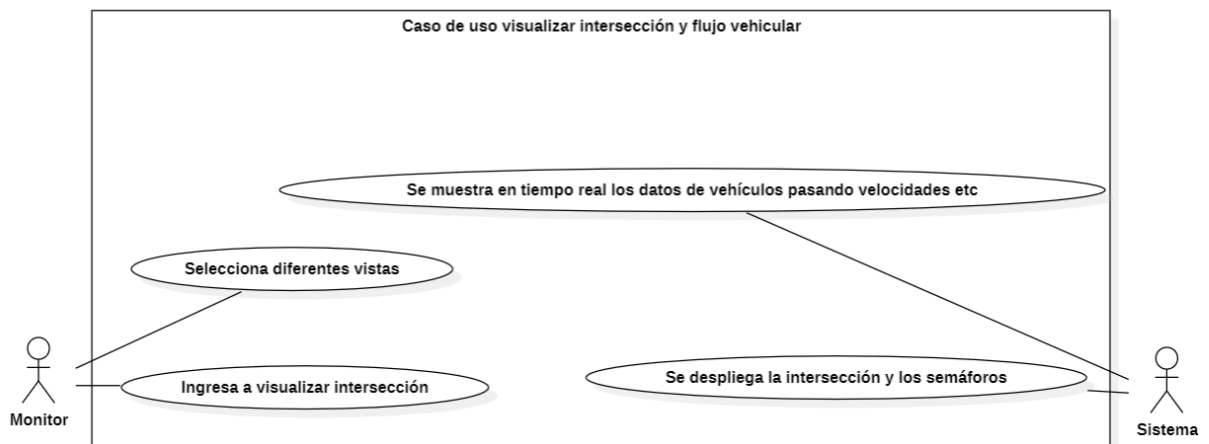 Caso de uso visualizar intersección y flujo vehicular
Se muestra en tiempo real los datos de vehículos pasando velocidades etc
Selecciona diferentes vistas
Ingresa a visualizar intersección
Se despliega la intersección y los semáforos
Monitor
Sistema